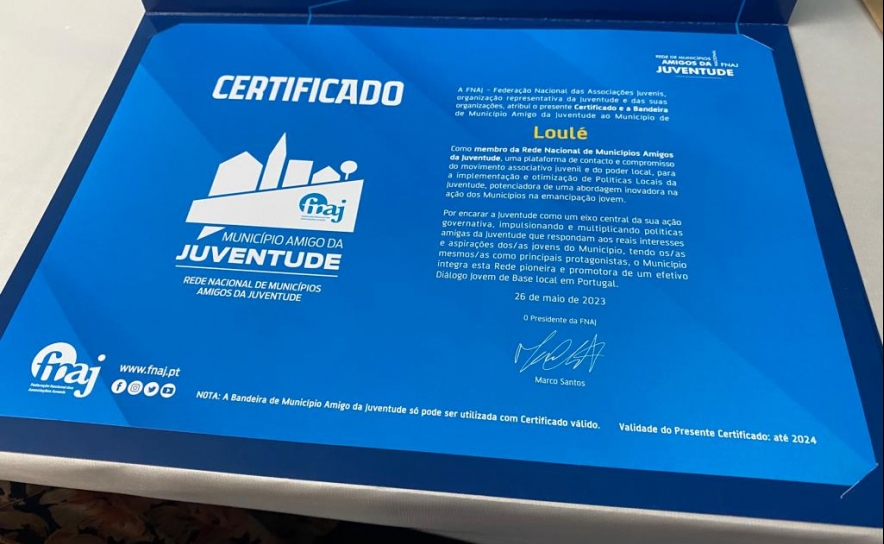 CERTIFICADO
fnaj
MUNICÍPIO AMIGO DA
JUVENTUDE
REDE NACIONAL DE MUNICÍPIOS
AMIGOS DA JUVENTUDE
REDE DE MUNICÍPIOS
AMIGOS DA
JUVENTUDE
FNAJ
A FNAJ - Federação Nacional das Associações Juvenis,
organização representativa da Juventude e das suas
organizações, atribui o presente Certificado e a Bandeira
de Município Amigo da Juventude ao Município de
Loulé
Como membro da Rede Nacional de Municípios Amigos
da Juventude, uma plataforma de contacto e compromisso
do movimento associativo juvenil e do poder local, para
a implementação e otimização de Políticas Locais da
Juventude, potenciadora de uma abordagem inovadora na
ação dos Municípios na emancipação jovem.
Por encarar a Juventude como um eixo central da sua ação
governativa, impulsionando e multiplicando políticas
amigas da Juventude que respondam aos reais interesses
e aspirações dos/as jovens do Município, tendo os/as
mesmos/as como principais protagonistas, o Município
integra esta Rede pioneira e promotora de um efetivo
Diálogo Jovem de Base local em Portugal.
26 de maio de 2023
O Presidente da FNAJ
Marco Santos
fnaj
Federação Nacional das
Associações Juvenis
www.fnaj.pt
NOTA: A Bandeira de Município Amigo da Juventude só pode ser utilizada com Certificado válido.
Validade do Presente Certificado: até 2024